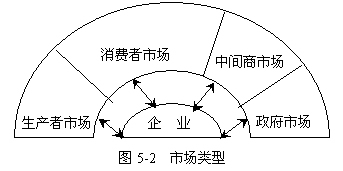 消费者市场
中间商市场
生产者市场
企 业
政府市场
图 5-2 市场类型